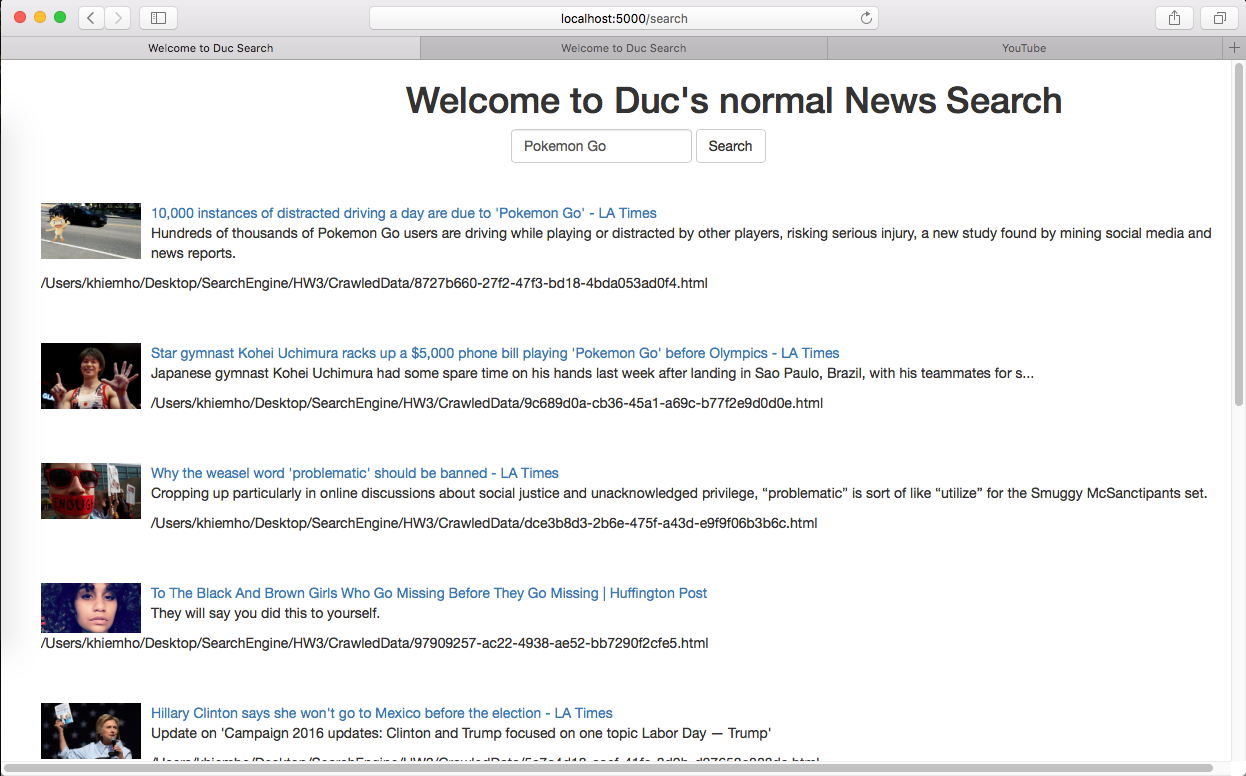 localhost:5000/search
Welcome to Duc Search
Welcome to Duc Search
YouTube
Welcome to Duc's normal News Search
Pokemon Go
Search
10,000 instances of distracted driving a day are due to 'Pokemon Go' - LA Times
Hundreds of thousands of Pokemon Go users are driving while playing or distracted by other players, risking serious injury, a new study found by mining social media and
news reports.
/Users/khiemho/Desktop/SearchEngine/HW3/CrawledData/8727b660-27f2-47f3-bd18-4bda053ad0f4.html
Star gymnast Kohei Uchimura racks up a $5,000 phone bill playing 'Pokemon Go' before Olympics - LA Times
Japanese gymnast Kohei Uchimura had some spare time on his hands last week after landing in Sao Paulo, Brazil, with his teammates for s...
/Users/khiemho/Desktop/SearchEngine/HW3/CrawledData/9c689d0a-cb36-45a1-a69c-b77f2e9d0d0e.html
Why the weasel word 'problematic' should be banned - LA Times
Cropping up particularly in online discussions about social justice and unacknowledged privilege, “problematic” is sort of like “utilize” for the Smuggy McSanctipants set.
/Users/khiemho/Desktop/SearchEngine/HW3/CrawledData/dce3b8d3-2b6e-475f-a43d-e9f9f06b3b6c.html
To The Black And Brown Girls Who Go Missing Before They Go Missing | Huffington Post
They will say you did this to yourself.
/Users/khiemho/Desktop/SearchEngine/HW3/CrawledData/97909257-ac22-4938-ae52-bb7290f2cfe5.html
Hillary Clinton says she won't go to Mexico before the election - LA Times
Update on 'Campaign 2016 updates: Clinton and Trump focused on one topic Labor Day — Trump'